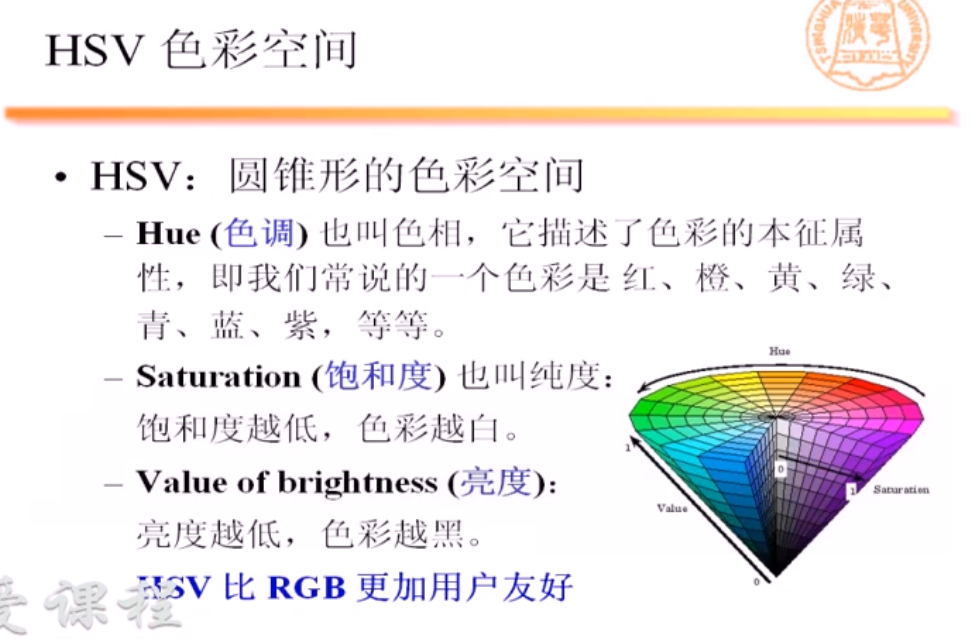 HSV 色彩空间
• HSV： 圆锥形的色彩空间
– Hue (色调) 也叫色相，它描述了色彩的本征属
性，即我们常说的一个色彩是 红、橙、黄、绿、
青、蓝、紫，等等。
– Saturation (饱和度) 也叫纯度：
饱和度越低，色彩越白。
– Value of brightness (亮度)：
亮度越低，色彩越黑。
HSV 比 RGB 更加用户友好
Hue
1
0
1
Saturation
Value
0
课程